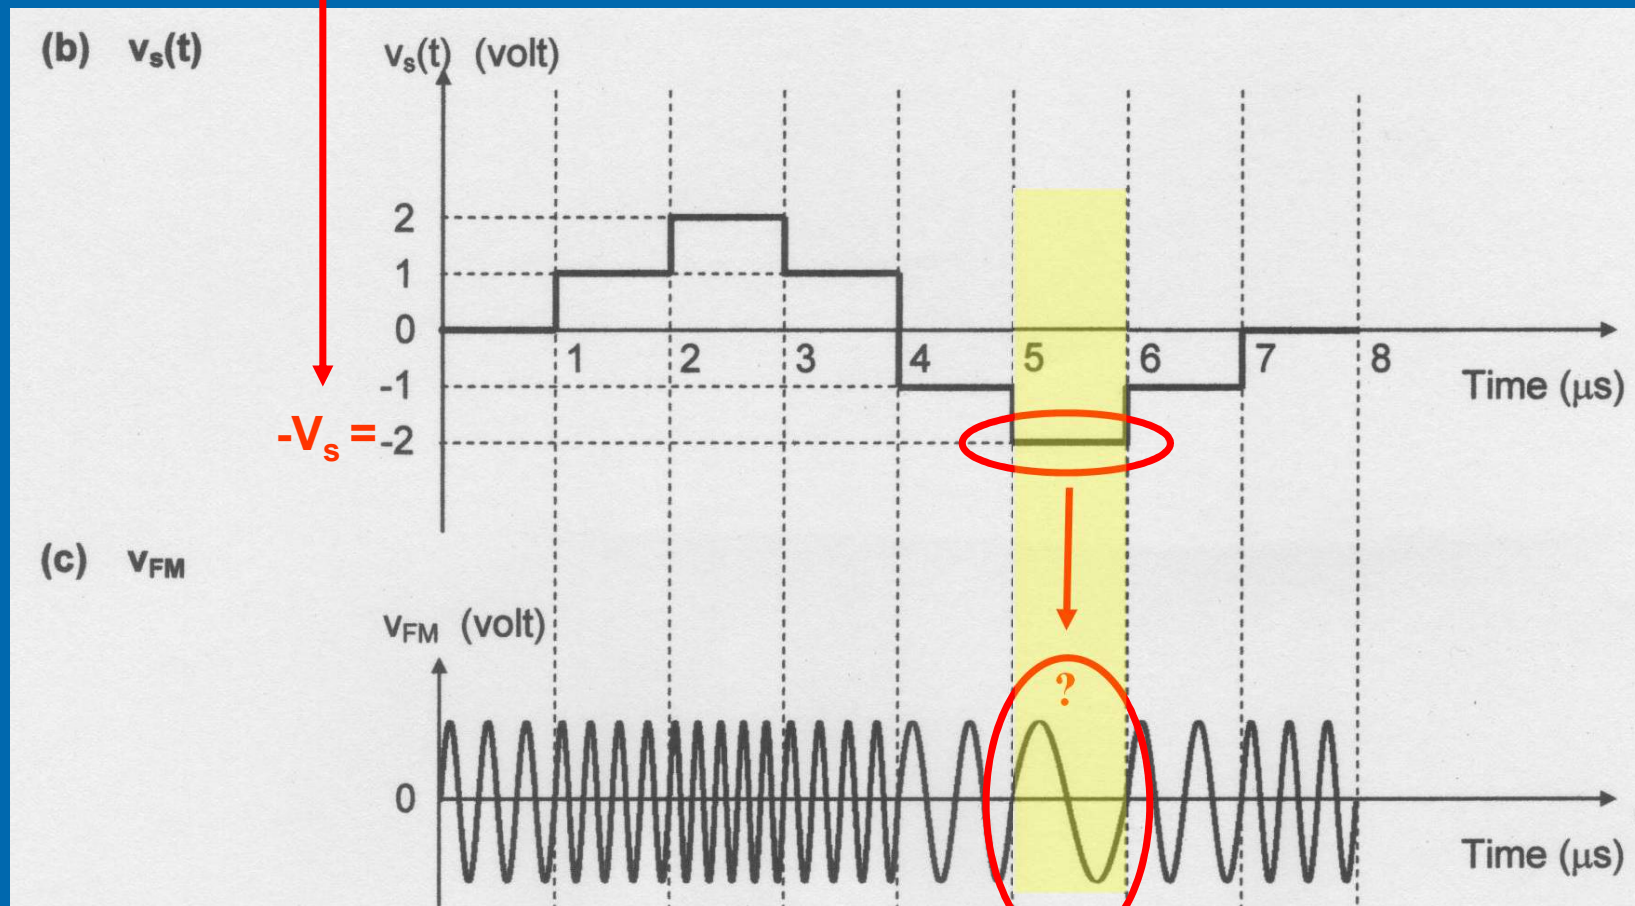 (b) vs(t)
vs(t) (volt)
2
1
0
1 2 3 4 5 6 7 8
-1
Time (μs)
-Vs = -2
(c) vFM
vFM (volt)
?
0
Time (μs)